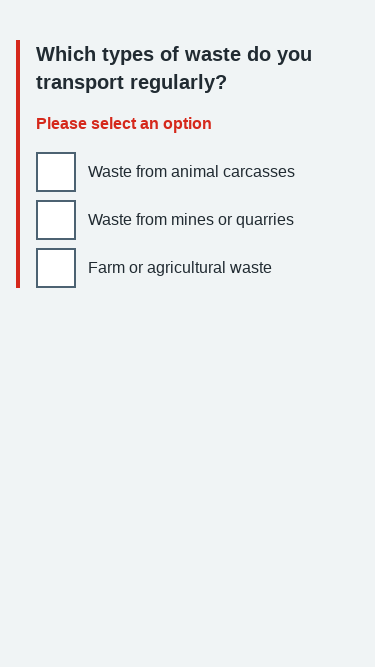 Which types of waste do you
transport regularly?
Please select an option
Waste from animal carcasses
Waste from mines or quarries
Farm or agricultural waste